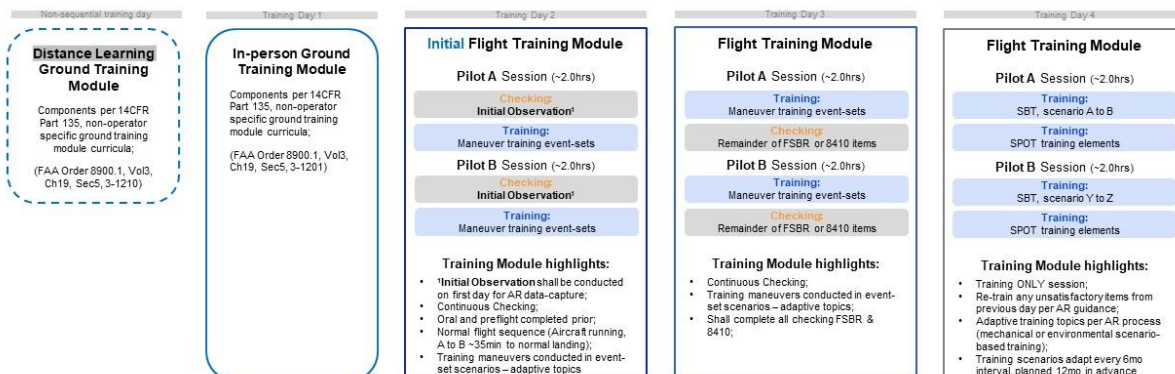 Non-sequential training day
Distance Learning
Ground Training
Module
Components per 14CFR
Part 135, non-operator
specific ground training
module curricula;
(FAA Order 8900.1, Vol3,
Ch19, Sec5, 3-1210)
Training Day 1
In-person Ground
Training Module
Components per 14CFR
Part 135, non-operator
specific ground training
module curricula;
(FAA Order 8900.1, Vol3,
Ch19, Sec5, 3-1201)
Training Day 2
Initial Flight Training Module
Pilot A Session (~2.0hrs)
Checking:
Initial Observation¹
Training:
Maneuver training event-sets
Pilot B Session (~2.0hrs)
Checking:
Initial Observation¹
Training:
Maneuver training event-sets
Training Module highlights:
• ¹Initial Observation shall be conducted
on first day for AR data-capture;
• Continuous Checking;
• Oral and preflight completed prior;
• Normal flight sequence (Aircraft running,
A to B ~35min to normal landing);
• Training maneuvers conducted in event-
set scenarios – adaptive topics
Training Day 3
Flight Training Module
Pilot A Session (~2.0hrs)
Training:
Maneuver training event-sets
Checking:
Remainder of FSBR or 8410 items
Pilot B Session (~2.0hrs)
Training:
Maneuver training event-sets
Checking:
Remainder of FSBR or 8410 items
Training Module highlights:
• Continuous Checking;
• Training maneuvers conducted in event-
set scenarios – adaptive topics;
• Shall complete all checking FSBR &
8410;
Training Day 4
Flight Training Module
Pilot A Session (~2.0hrs)
Training:
SBT, scenario A to B
Training:
SPOT training elements
Pilot B Session (~2.0hrs)
Training:
SBT, scenario Y to Z
Training:
SPOT training elements
Training Module highlights:
• Training ONLY session;
• Re-train any unsatisfactory items from
previous day per AR guidance;
• Adaptive training topics per AR process
(mechanical or environmental scenario-
based training);
• Training scenarios adapt every 6mo
interval, planned 12mo in advance